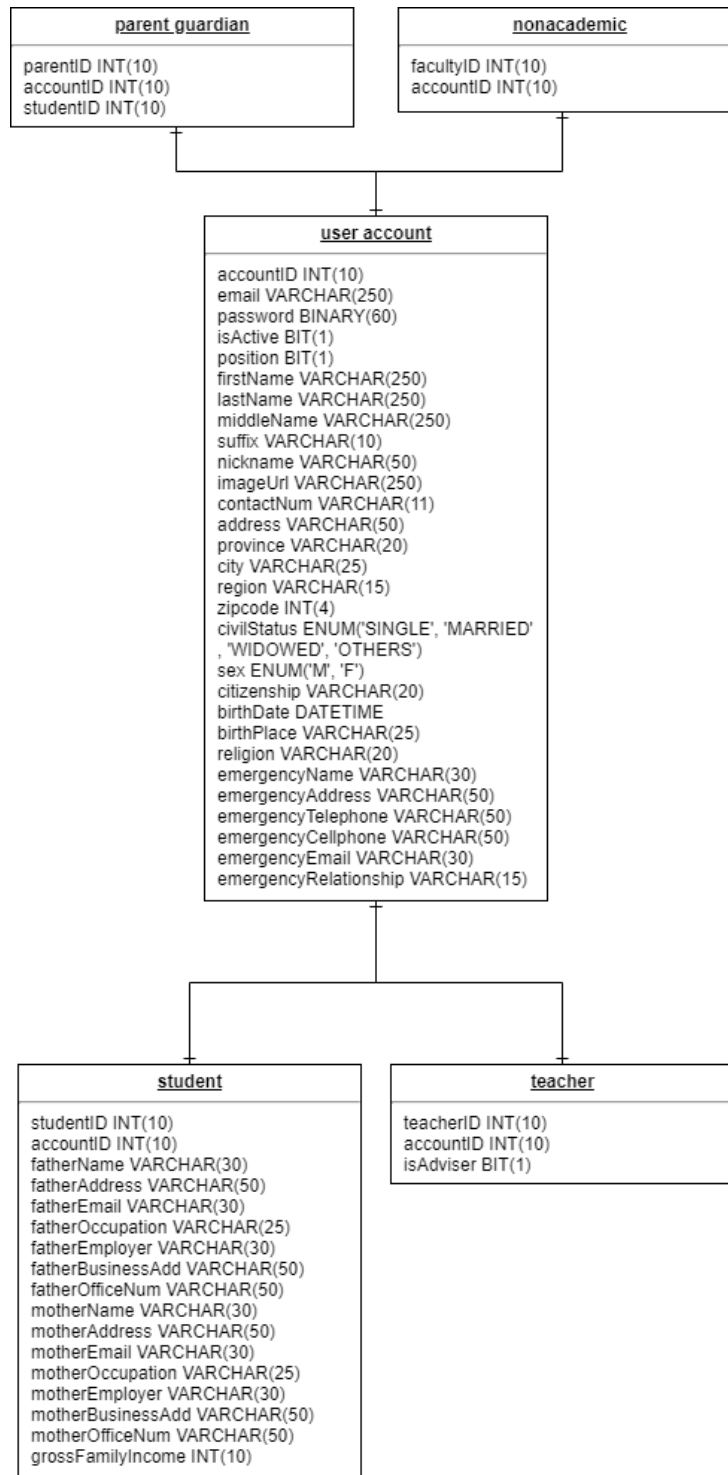 parent guardian
parentID INT(10)
accountID INT(10)
studentID INT(10)
nonacademic
facultyID INT(10)
accountID INT(10)
user account
accountID INT(10)
email VARCHAR(250)
password BINARY(60)
isActive BIT(1)
position BIT(1)
firstName VARCHAR(250)
lastName VARCHAR(250)
middleName VARCHAR(250)
suffix VARCHAR(10)
nickname VARCHAR(50)
imageUrl VARCHAR(250)
contactNum VARCHAR(11)
address VARCHAR(50)
province VARCHAR(20)
city VARCHAR(25)
region VARCHAR(15)
zipcode INT(4)
civilStatus ENUM('SINGLE', 'MARRIED'
, 'WIDOWED', 'OTHERS')
sex ENUM('M', 'F')
citizenship VARCHAR(20)
birthDate DATETIME
birthPlace VARCHAR(25)
religion VARCHAR(20)
emergencyName VARCHAR(30)
emergencyAddress VARCHAR(50)
emergencyTelephone VARCHAR(50)
emergencyCellphone VARCHAR(50)
emergencyEmail VARCHAR(30)
emergencyRelationship VARCHAR(15)
student
studentID INT(10)
accountID INT(10)
fatherName VARCHAR(30)
fatherAddress VARCHAR(50)
fatherEmail VARCHAR(30)
fatherOccupation VARCHAR(25)
fatherEmployer VARCHAR(30)
fatherBusinessAdd VARCHAR(50)
fatherOfficeNum VARCHAR(50)
motherName VARCHAR(30)
motherAddress VARCHAR(50)
motherEmail VARCHAR(30)
motherOccupation VARCHAR(25)
motherEmployer VARCHAR(30)
motherBusinessAdd VARCHAR(50)
motherOfficeNum VARCHAR(50)
grossFamilyIncome INT(10)
teacher
teacherID INT(10)
accountID INT(10)
isAdviser BIT(1)